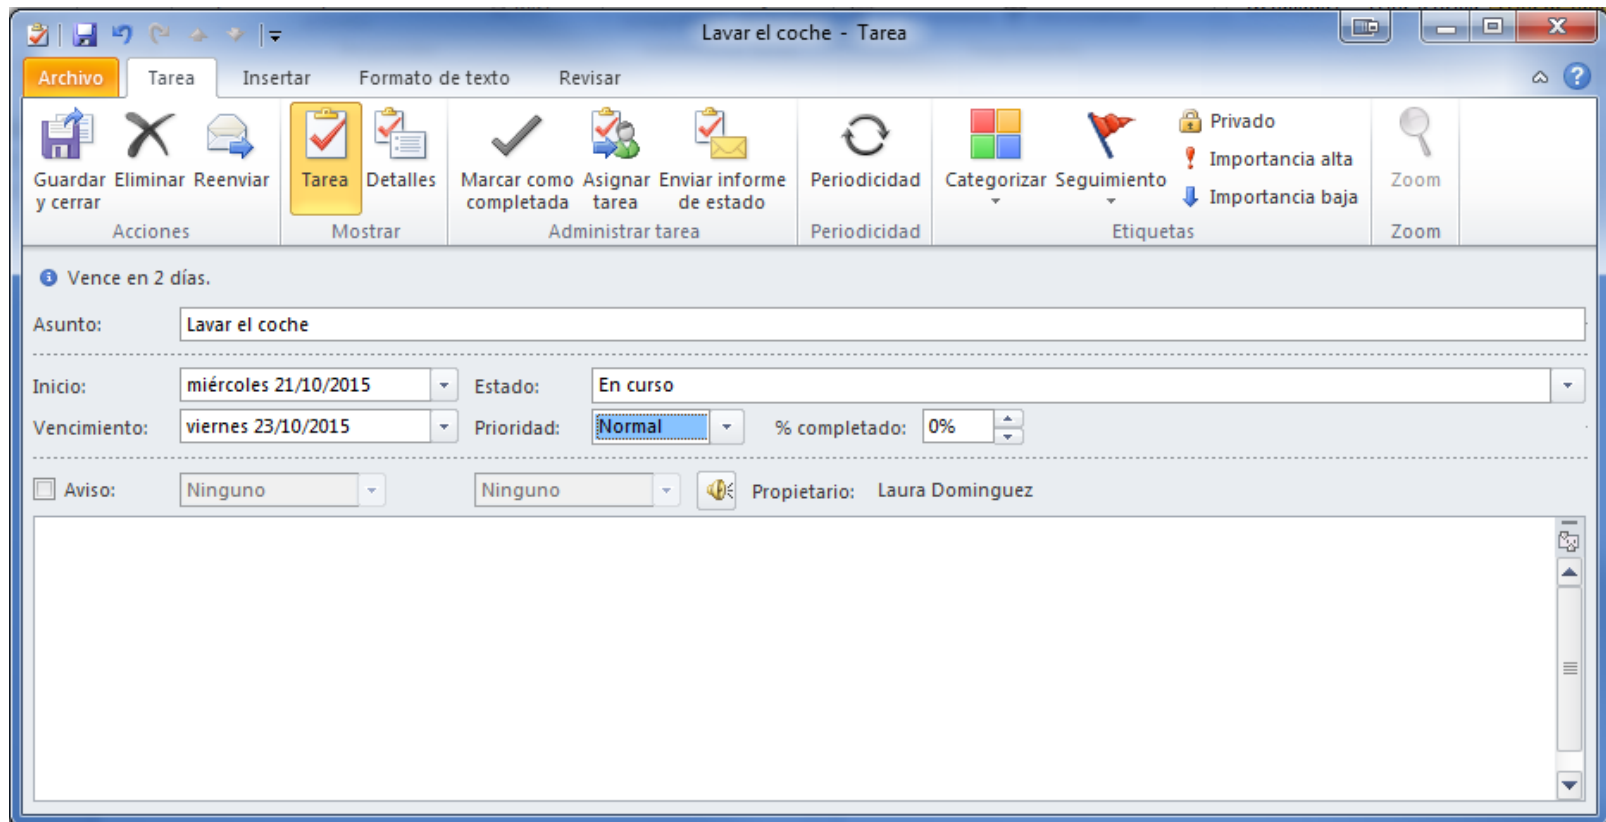 Lavar el coche - Tarea
Archivo Tarea Insertar Formato de texto Revisar
Guardar y cerrar
Eliminar
Reenviar
Acciones
Tarea
Detalles
Mostrar
Marcar como completada
Asignar tarea
Enviar informe de estado
Administrar tarea
Periodicidad
Periodicidad
Categorizar
Seguimiento
Privado
Importancia alta
Importancia baja
Etiquetas
Zoom
Zoom
Vence en 2 días.
Asunto: Lavar el coche
Inicio: miércoles 21/10/2015 Estado: En curso
Vencimiento: viernes 23/10/2015 Prioridad: Normal % completado: 0%
Aviso: Ninguno Ninguno Propietario: Laura Dominguez